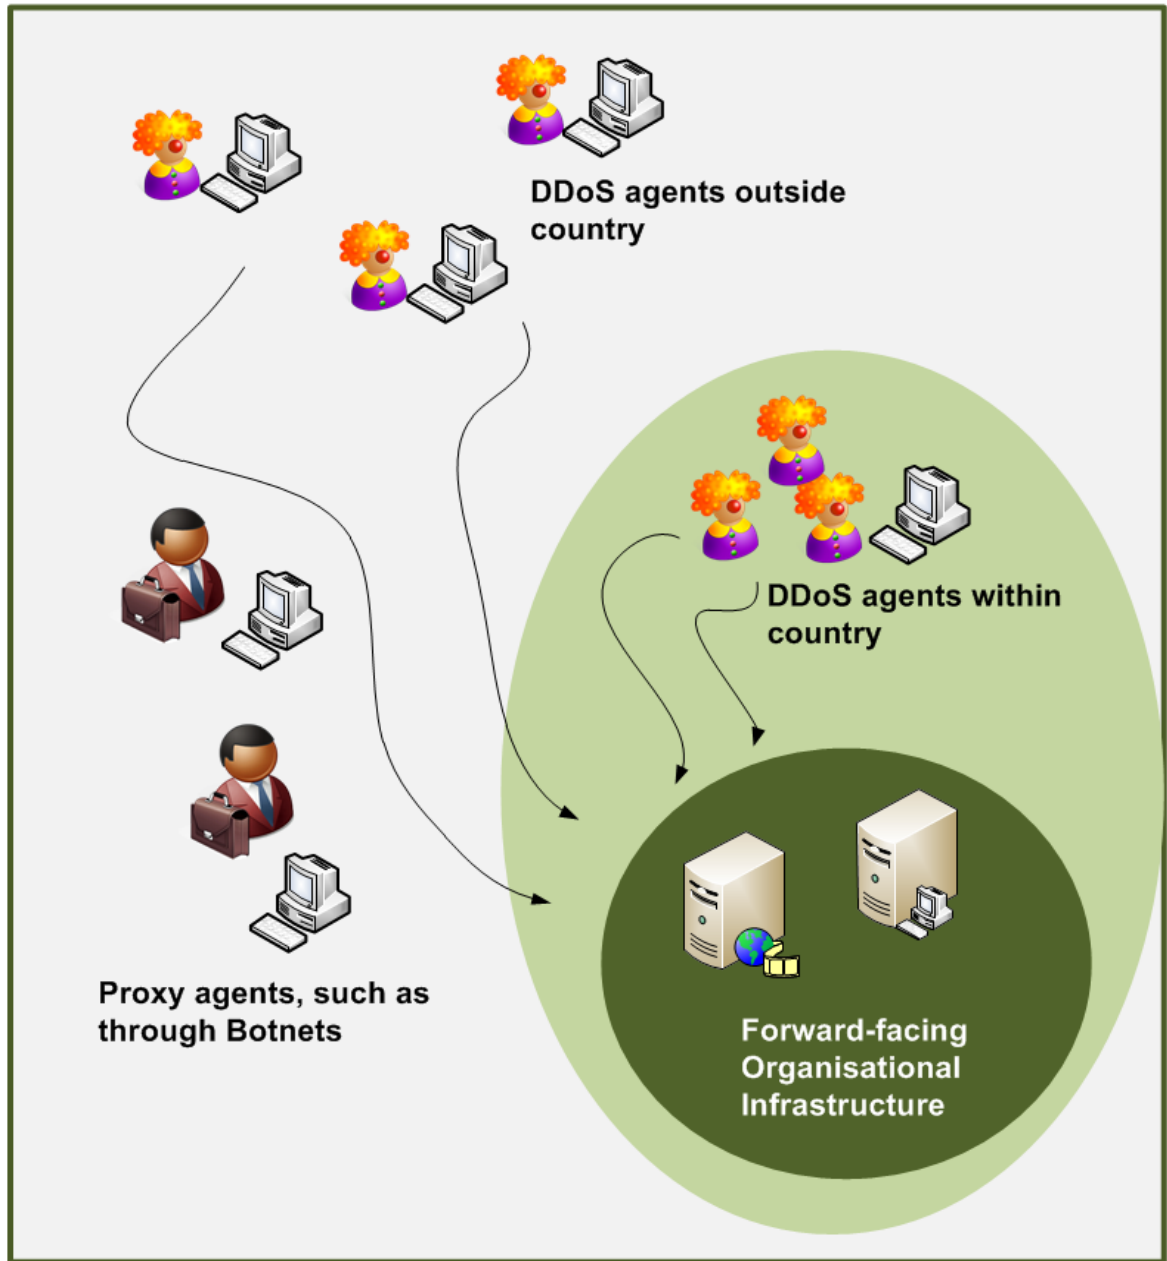 DDoS agents outside
country
DDoS agents within
country
Proxy agents, such as
through Botnets
Forward-facing
Organisational
Infrastructure